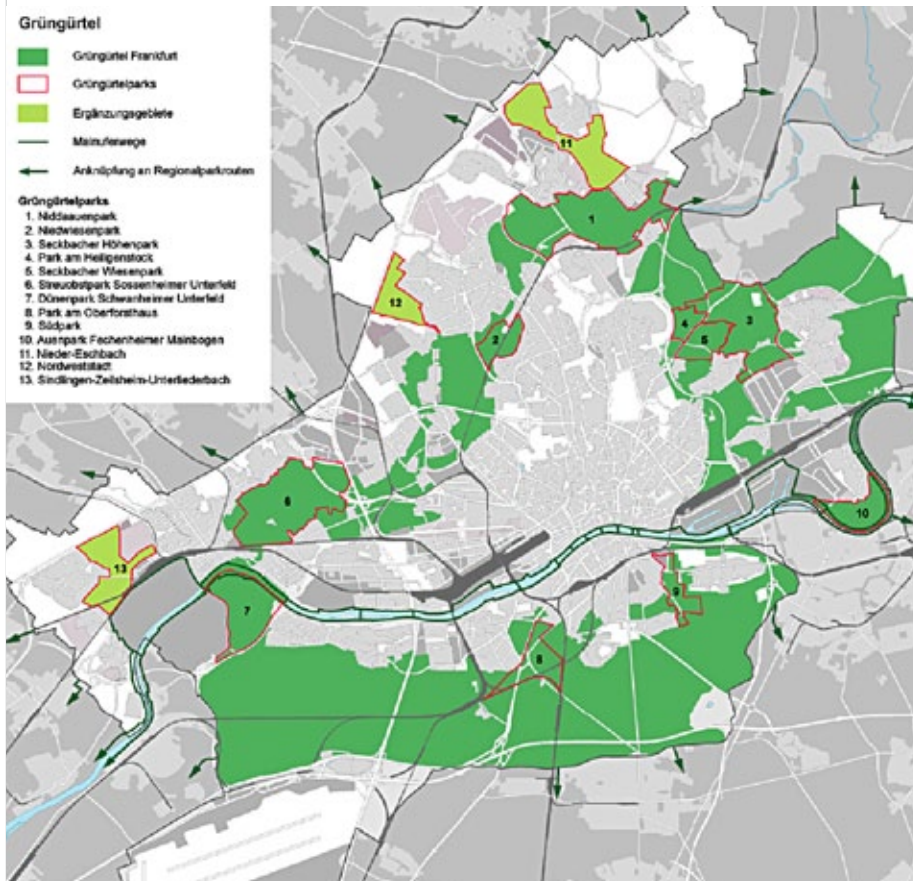 Grüngürtel
Grüngürtel Frankfurt
Grüngürtelparks
Ergänzungsgebiete
Mainuferwege
Anknüpfung an Regionalparkrouten
Grüngürtelparks
1. Niddaauenpark
2. Niedwiesenpark
3. Seckbacher Höhenpark
4. Park am Heiligenstock
5. Seckbacher Wiesenpark
6. Streuobstpark Sossenheimer Unterfeld
7. Dünenpark Schwanheimer Unterfeld
8. Park am Oberforsthaus
9. Südpark
10. Auenpark Fechenheimer Mainbogen
11. Nieder-Eschbach
12. Nordweststadt
13. Sindlingen-Zeilsheim-Unterliederbach
11
1
12
2
4
3
5
6
10
13
9
7
8